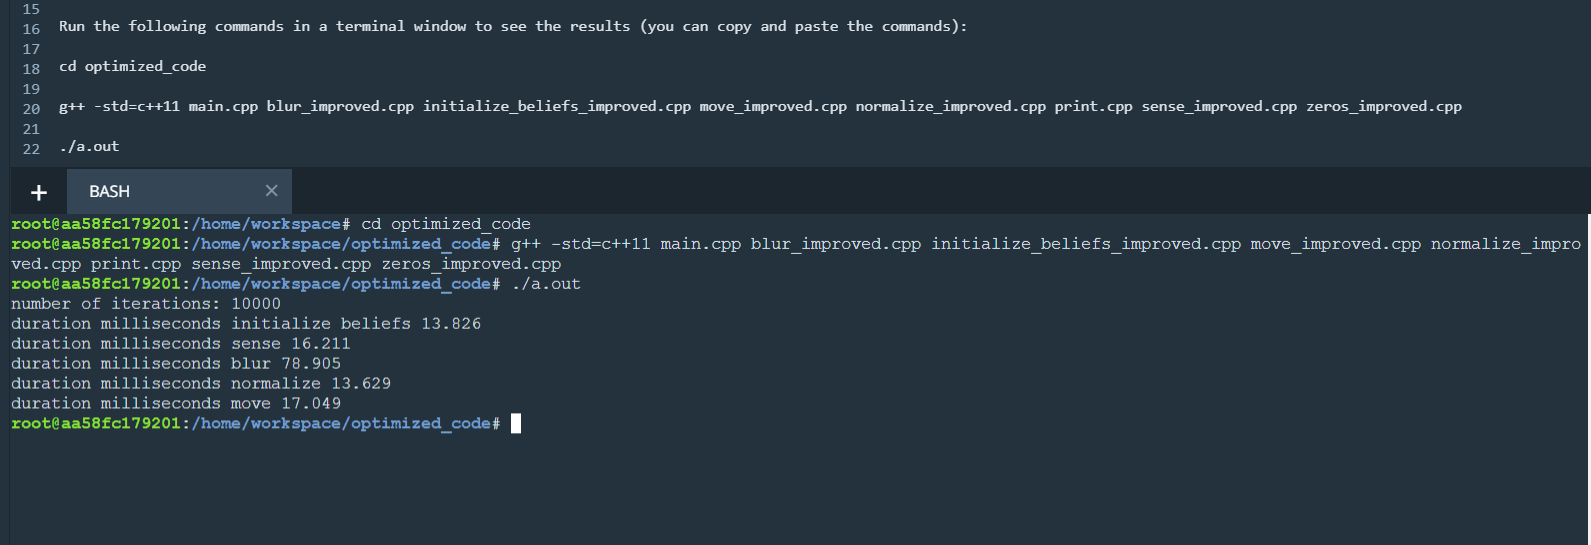 15
16 Run the following commands in a terminal window to see the results (you can copy and paste the commands):
17
18 cd optimized_code
19
20 g++ -std=c++11 main.cpp blur_improved.cpp initialize_beliefs_improved.cpp move_improved.cpp normalize_improved.cpp print.cpp sense_improved.cpp zeros_improved.cpp
21
22 ./a.out
+ BASH ×
root@aa58fc179201:/home/workspace# cd optimized_code
root@aa58fc179201:/home/workspace/optimized_code# g++ -std=c++11 main.cpp blur_improved.cpp initialize_beliefs_improved.cpp move_improved.cpp normalize_impro
ved.cpp print.cpp sense_improved.cpp zeros_improved.cpp
root@aa58fc179201:/home/workspace/optimized_code# ./a.out
number of iterations: 10000
duration milliseconds initialize beliefs 13.826
duration milliseconds sense 16.211
duration milliseconds blur 78.905
duration milliseconds normalize 13.629
duration milliseconds move 17.049
root@aa58fc179201:/home/workspace/optimized_code#